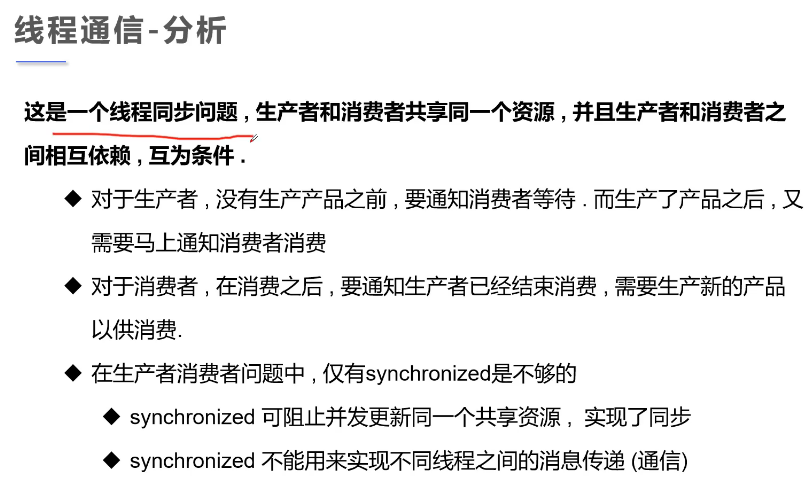 线程通信-分析
这是一个线程同步问题 , 生产者和消费者共享同一个资源 , 并且生产者和消费者之
间相互依赖 , 互为条件 .
◆ 对于生产者 , 没有生产产品之前 , 要通知消费者等待 . 而生产了产品之后 , 又
需要马上通知消费者消费
◆ 对于消费者 , 在消费之后 , 要通知生产者已经结束消费 , 需要生产新的产品
以供消费.
◆ 在生产者消费者问题中 , 仅有synchronized是不够的
◆ synchronized 可阻止并发更新同一个共享资源 , 实现了同步
◆ synchronized 不能用来实现不同线程之间的消息传递 (通信)